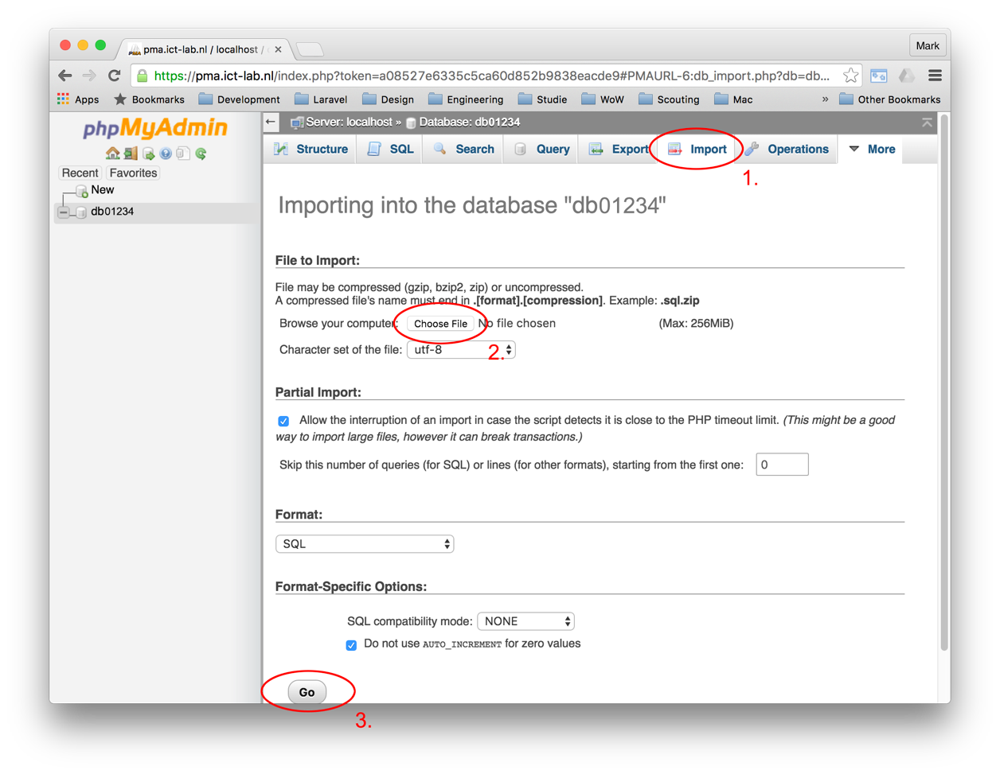 pma.ict-lab.nl / localhost /
Mark
https://pma.ict-lab.nl/index.php?token=a08527e6335c5ca60d852b9838eacde9#PMAURL-6:db_import.php?db=db...
Apps Bookmarks Development Laravel Design Engineering Studie WoW Scouting Mac » Other Bookmarks
phpMyAdmin
Server: localhost » Database: db01234
Structure SQL Search Query Export Import Operations More
1.
Recent Favorites
New
db01234
Importing into the database "db01234"
File to Import:
File may be compressed (gzip, bzip2, zip) or uncompressed.
A compressed file's name must end in .[format].[compression]. Example: .sql.zip
Browse your computer: Choose File No file chosen (Max: 256MiB)
Character set of the file: utf-8
2.
Partial Import:
Allow the interruption of an import in case the script detects it is close to the PHP timeout limit. (This might be a good
way to import large files, however it can break transactions.)
Skip this number of queries (for SQL) or lines (for other formats), starting from the first one: 0
Format:
SQL
Format-Specific Options:
SQL compatibility mode: NONE
Do not use AUTO_INCREMENT for zero values
Go
3.